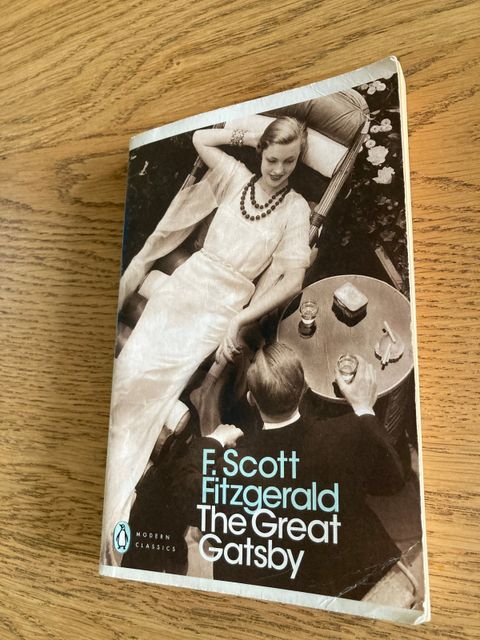 F. Scott
Fitzgerald
The Great
Gatsby
MODERN
CLASSICS